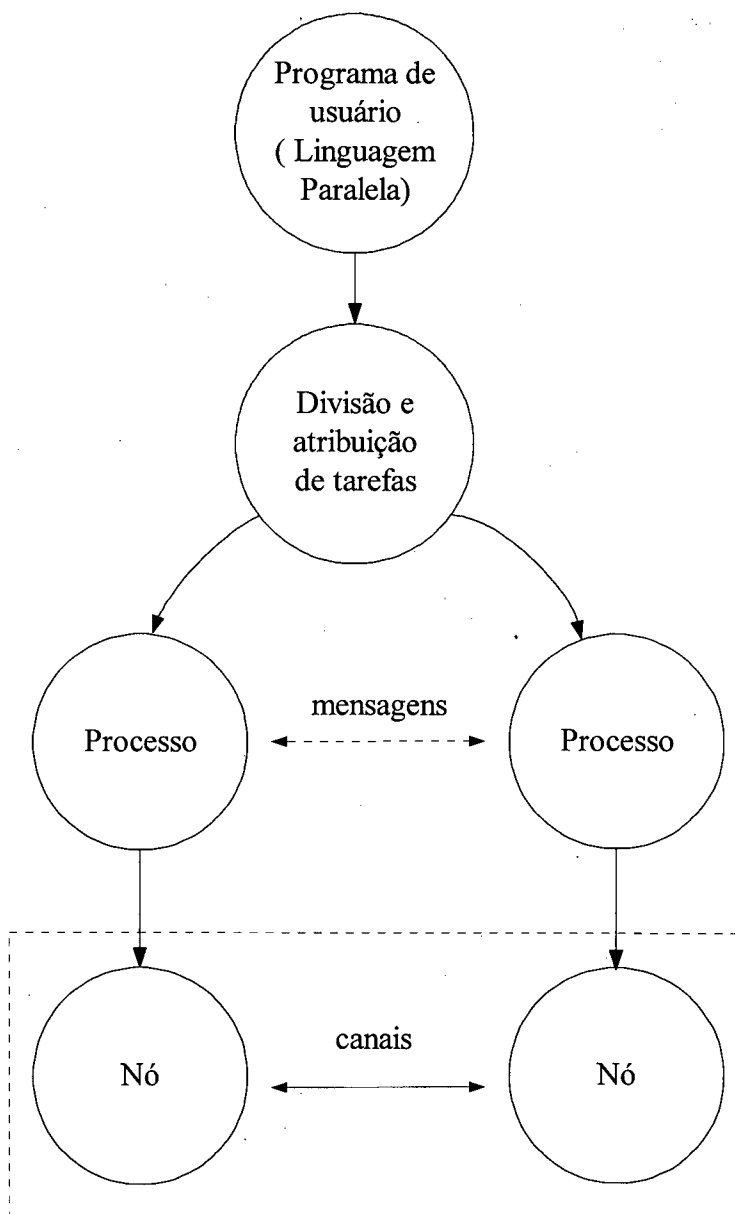 Programa de
usuário
( Linguagem
Paralela)
Divisão e
atribuição
de tarefas
mensagens
Processo
Processo
canais
Nó
Nó